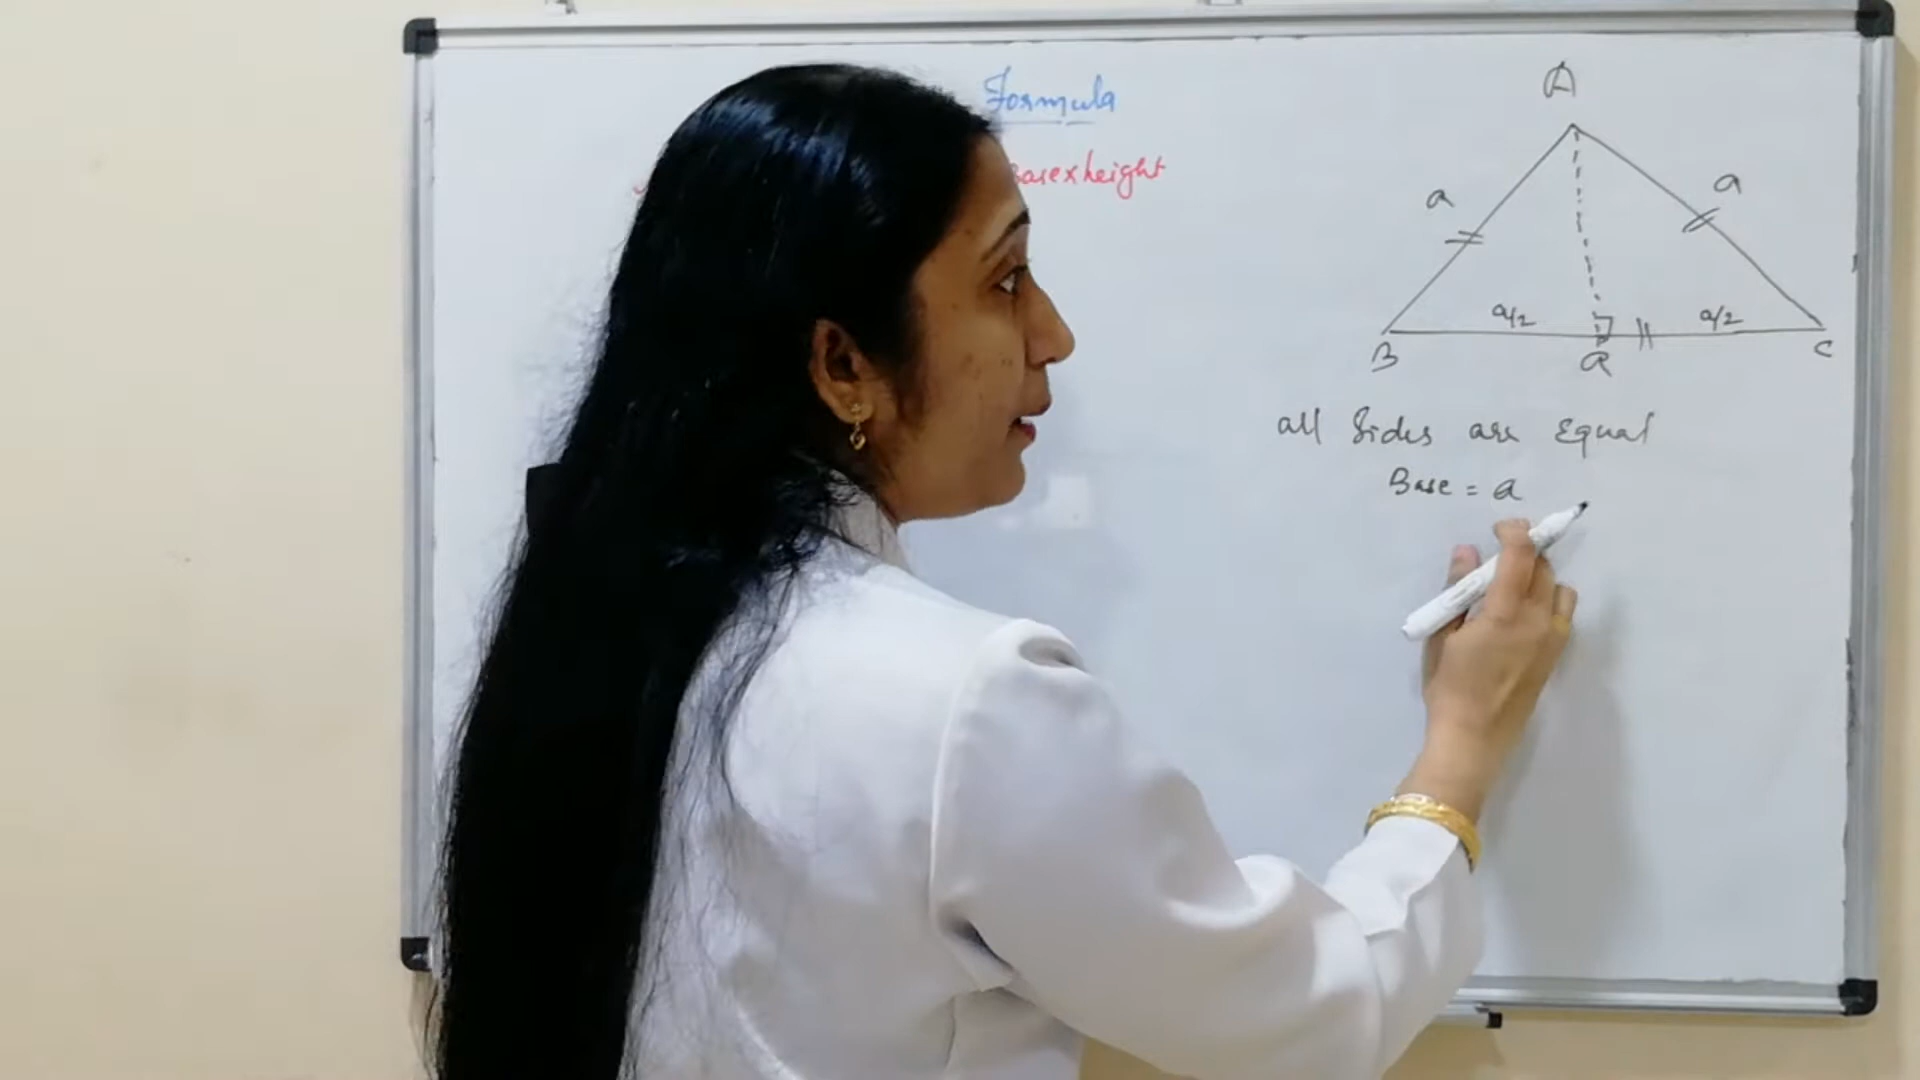 Formula
Basexheight
A
a
a
a/2
a/2
B
a
C
all Sides are Equal
Base = a